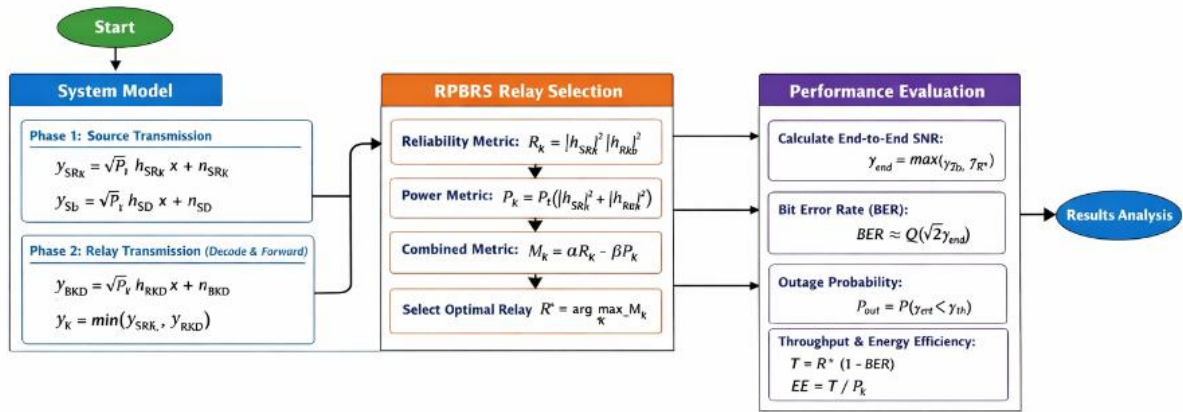 Start
System Model
Phase 1: Source Transmission
y_SRK = √P_t h_SRK x + n_SRK
y_Sb = √P_t h_SD x + n_SD
Phase 2: Relay Transmission (Decode & Forward)
y_BKD = √P_k h_RKD x + n_BKD
y_K = min(y_SRK., y_RKD)
RPBRS Relay Selection
Reliability Metric: R_k = |h_SRk|² |h_Rkb|²
Power Metric: P_k = P_t(|h_SRk|² + |h_Rak|²)
Combined Metric: M_k = αR_k - βP_k
Select Optimal Relay R* = arg max_K M_k
Performance Evaluation
Calculate End-to-End SNR:
γ_end = max(γ_7b, 7_R*)
Bit Error Rate (BER):
BER ≈ Q(√2γ_end)
Outage Probability:
P_out = P(γ_ent < γ_th)
Throughput & Energy Efficiency:
T = R* (1 - BER)
EE = T / P_k
Results Analysis